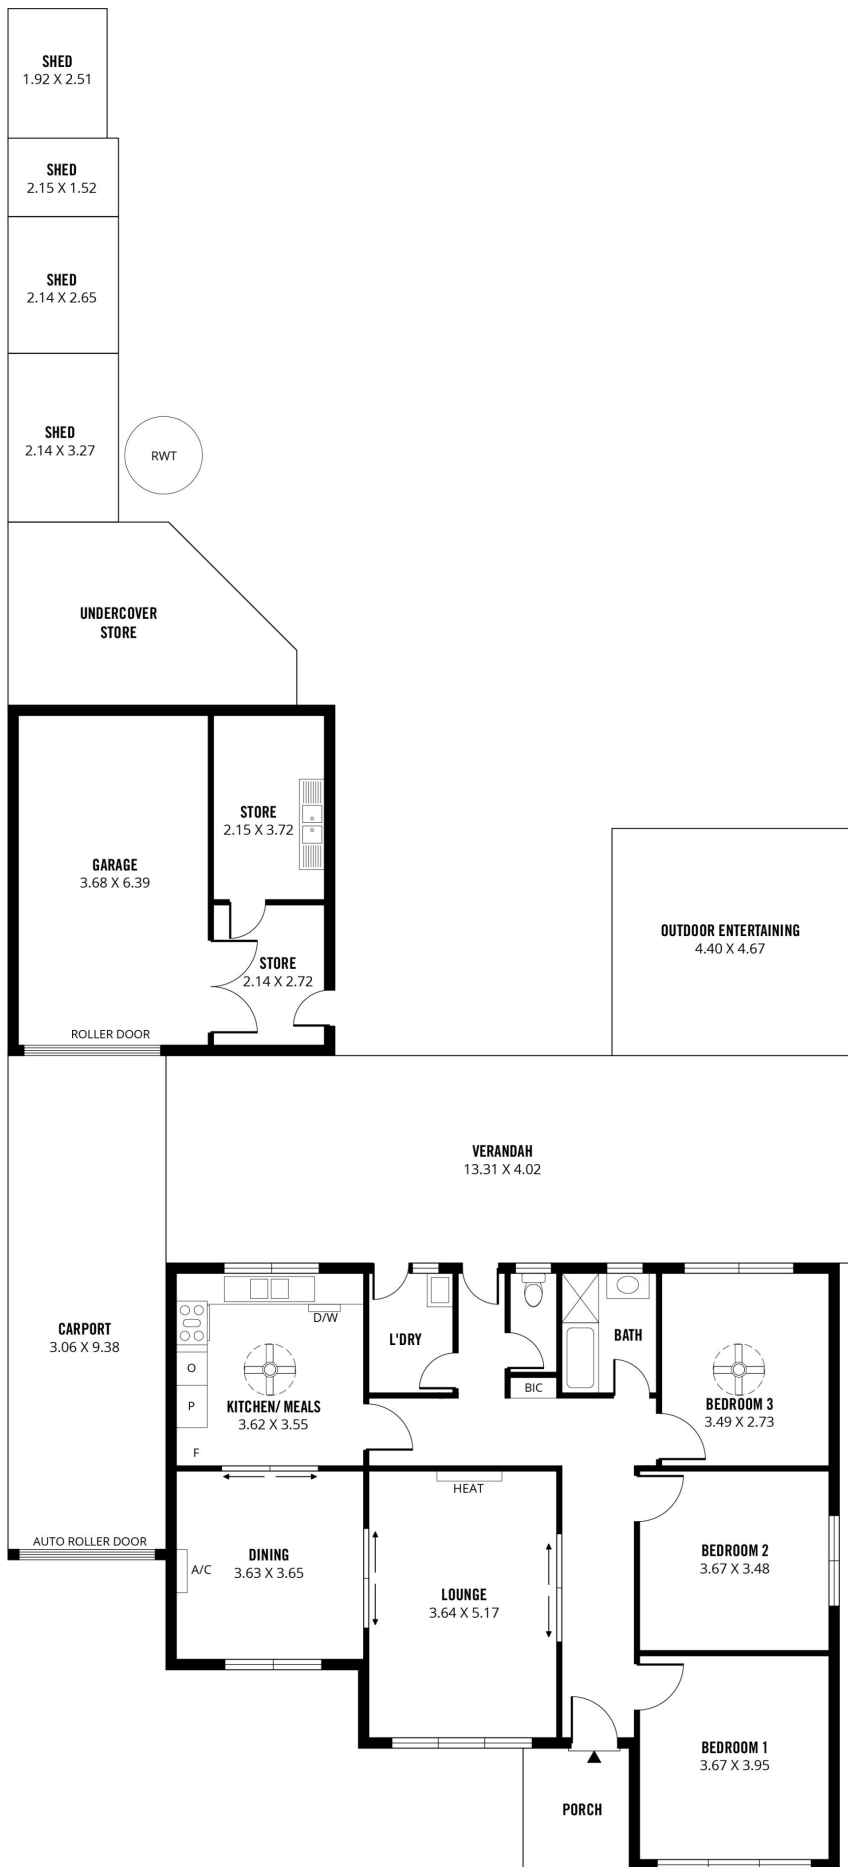 SHED
1.92 X 2.51
SHED
2.15 X 1.52
SHED
2.14 X 2.65
SHED
2.14 X 3.27
RWT
UNDERCOVER
STORE
STORE
2.15 X 3.72
GARAGE
3.68 X 6.39
STORE
2.14 X 2.72
ROLLER DOOR
OUTDOOR ENTERTAINING
4.40 X 4.67
VERANDAH
13.31 X 4.02
CARPORT
3.06 X 9.38
AUTO ROLLER DOOR
D/W
O
P
F
KITCHEN/ MEALS
3.62 X 3.55
L'DRY
BIC
BATH
BEDROOM 3
3.49 X 2.73
HEAT
A/C
DINING
3.63 X 3.65
LOUNGE
3.64 X 5.17
BEDROOM 2
3.67 X 3.48
BEDROOM 1
3.67 X 3.95
PORCH